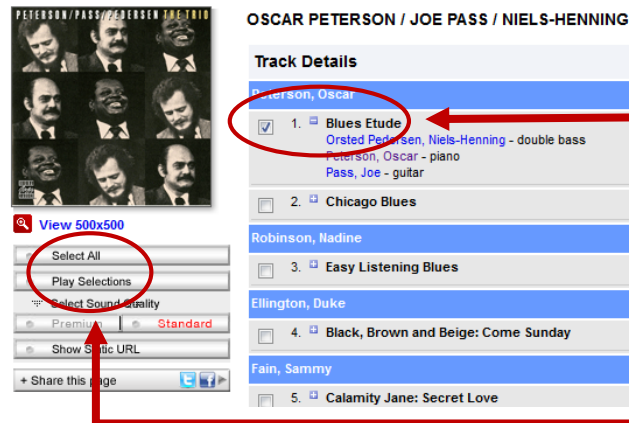 PETERSON/PASS/PEDERSEN THE TRIO
OSCAR PETERSON / JOE PASS / NIELS-HENNING
Track Details
Peterson, Oscar
1. Blues Etude
Orsted Pedersen, Niels-Henning - double bass
Peterson, Oscar - piano
Pass, Joe - guitar
2. Chicago Blues
Robinson, Nadine
3. Easy Listening Blues
Ellington, Duke
4. Black, Brown and Beige: Come Sunday
Fain, Sammy
5. Calamity Jane: Secret Love
View 500x500
Select All
Play Selections
Select Sound Quality
Premium
Standard
Show Static URL
+ Share this page